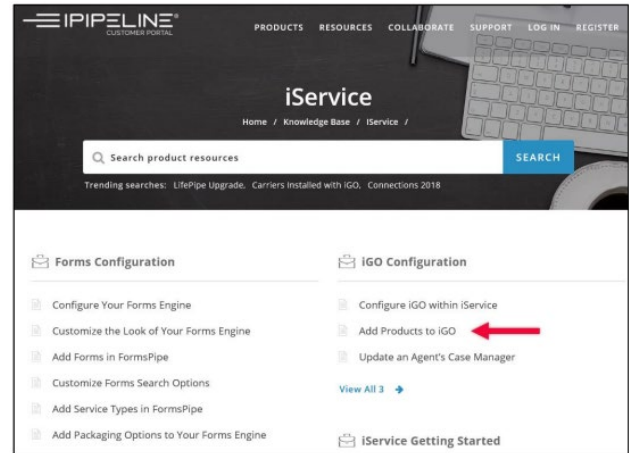 IPIPELINE®
CUSTOMER PORTAL
PRODUCTS RESOURCES COLLABORATE SUPPORT LOG IN REGISTER
iService
Home / Knowledge Base / IService /
Search product resources SEARCH
Trending searches: LifePipe Upgrade, Carriers Installed with iGO, Connections 2018
Forms Configuration
Configure Your Forms Engine
Customize the Look of Your Forms Engine
Add Forms in FormsPipe
Customize Forms Search Options
Add Service Types in FormsPipe
Add Packaging Options to Your Forms Engine
iGO Configuration
Configure iGO within iService
Add Products to iGO
Update an Agent's Case Manager
View All 3
iService Getting Started